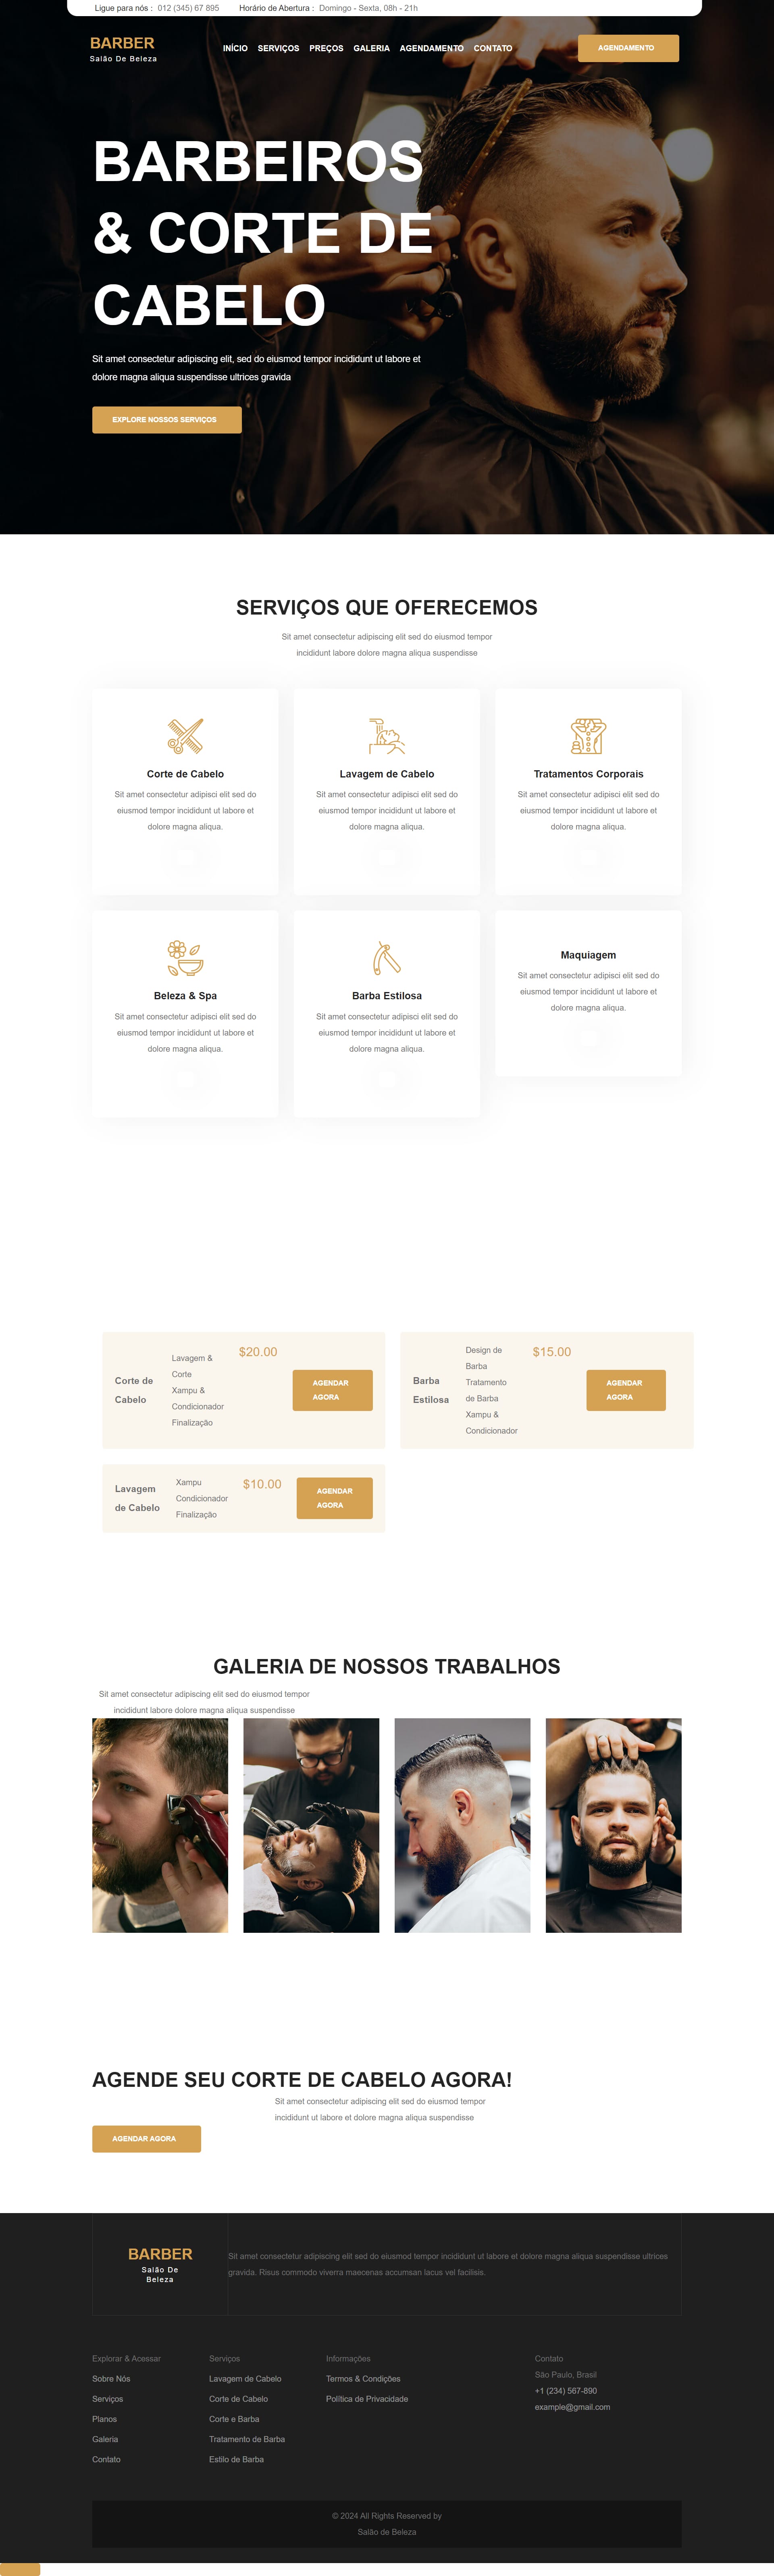 Ligue para nós : 012 (345) 67 895 Horário de Abertura : Domingo - Sexta, 08h - 21h
BARBER
Salão De Beleza
INÍCIO SERVIÇOS PREÇOS GALERIA AGENDAMENTO CONTATO
AGENDAMENTO
BARBEIROS
& CORTE DE
CABELO
Sit amet consectetur adipiscing elit, sed do eiusmod tempor incididunt ut labore et
dolore magna aliqua suspendisse ultrices gravida
EXPLORE NOSSOS SERVIÇOS
SERVIÇOS QUE OFERECEMOS
Sit amet consectetur adipiscing elit sed do eiusmod tempor
incididunt labore dolore magna aliqua suspendisse
Corte de Cabelo
Sit amet consectetur adipisci elit sed do
eiusmod tempor incididunt ut labore et
dolore magna aliqua.
Lavagem de Cabelo
Sit amet consectetur adipisci elit sed do
eiusmod tempor incididunt ut labore et
dolore magna aliqua.
Tratamentos Corporais
Sit amet consectetur adipisci elit sed do
eiusmod tempor incididunt ut labore et
dolore magna aliqua.
Beleza & Spa
Sit amet consectetur adipisci elit sed do
eiusmod tempor incididunt ut labore et
dolore magna aliqua.
Barba Estilosa
Sit amet consectetur adipisci elit sed do
eiusmod tempor incididunt ut labore et
dolore magna aliqua.
Maquiagem
Sit amet consectetur adipisci elit sed do
eiusmod tempor incididunt ut labore et
dolore magna aliqua.
Corte de
Cabelo
Lavagem &
Corte
Xampu &
Condicionador
Finalização
$20.00
AGENDAR
AGORA
Barba
Estilosa
Design de
Barba
Tratamento
de Barba
Xampu &
Condicionador
$15.00
AGENDAR
AGORA
Lavagem
de Cabelo
Xampu
Condicionador
Finalização
$10.00
AGENDAR
AGORA
GALERIA DE NOSSOS TRABALHOS
Sit amet consectetur adipiscing elit sed do eiusmod tempor
incididunt labore dolore magna aliqua suspendisse
AGENDE SEU CORTE DE CABELO AGORA!
Sit amet consectetur adipiscing elit sed do eiusmod tempor
incididunt ut labore et dolore magna aliqua suspendisse
AGENDAR AGORA
BARBER
Salão De
Beleza
Sit amet consectetur adipiscing elit sed do eiusmod tempor incididunt ut labore et dolore magna aliqua suspendisse ultrices
gravida. Risus commodo viverra maecenas accumsan lacus vel facilisis.
Explorar & Acessar
Sobre Nós
Serviços
Planos
Galeria
Contato
Serviços
Lavagem de Cabelo
Corte de Cabelo
Corte e Barba
Tratamento de Barba
Estilo de Barba
Informações
Termos & Condições
Política de Privacidade
Contato
São Paulo, Brasil
+1 (234) 567-890
example@gmail.com
© 2024 All Rights Reserved by
Salão de Beleza